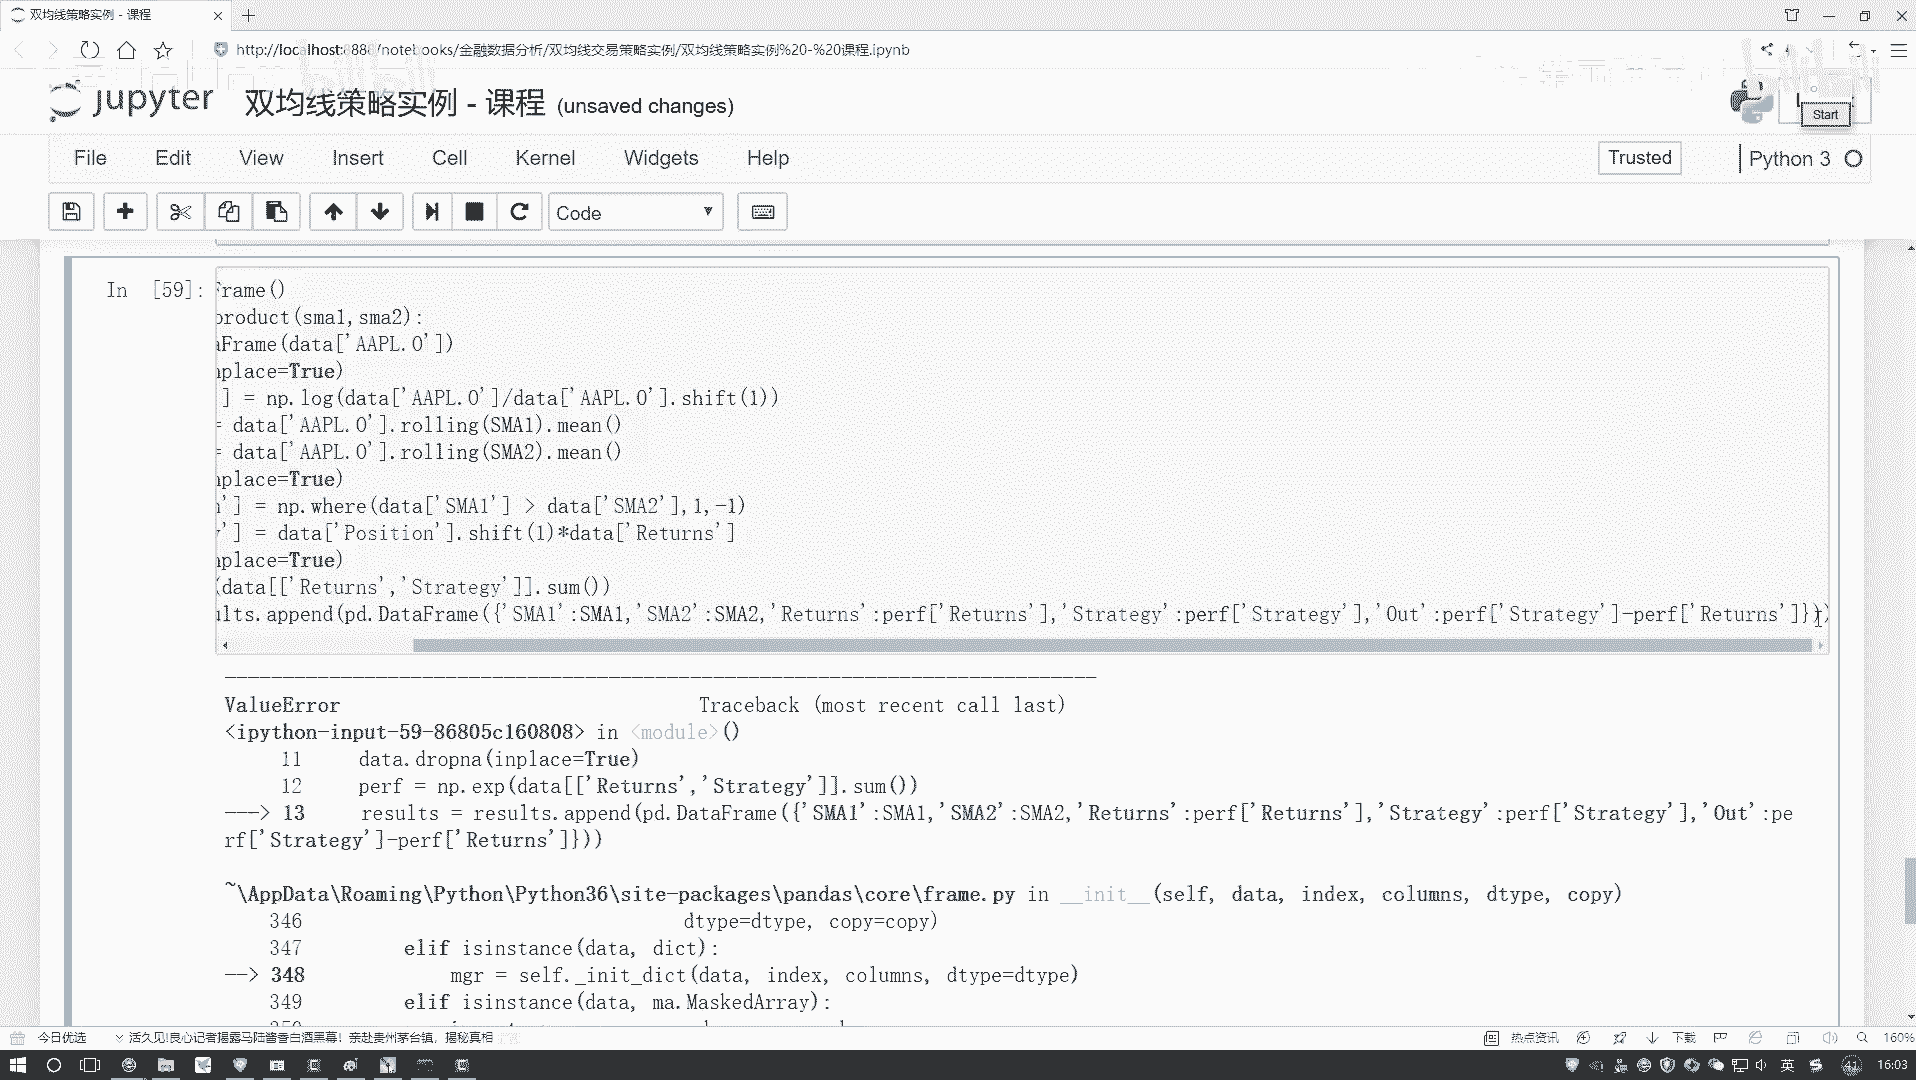 双均线策略实例 - 课程
http://localhost:8888/notebooks/金融数据分析/双均线交易策略实例/双均线策略实例%20-%20课程.ipynb
bilibili
jupyter 双均线策略实例 - 课程 (unsaved changes)
Start
File Edit View Insert Cell Kernel Widgets Help
Trusted
Python 3
Code
In [59]:
Frame()
product(sma1,sma2):
aFrame(data['AAPL.O'])
nplace=True)
] = np.log(data['AAPL.O']/data['AAPL.O'].shift(1))
= data['AAPL.O'].rolling(SMA1).mean()
= data['AAPL.O'].rolling(SMA2).mean()
nplace=True)
n'] = np.where(data['SMA1'] > data['SMA2'],1,-1)
y'] = data['Position'].shift(1)*data['Returns']
nplace=True)
(data[['Returns','Strategy']].sum())
ults.append(pd.DataFrame({'SMA1':SMA1,'SMA2':SMA2,'Returns':perf['Returns'],'Strategy':perf['Strategy'],'Out':perf['Strategy']-perf['Returns']}))
---------------------------------------------------------------------------
ValueError Traceback (most recent call last)
<ipython-input-59-86805c160808> in <module>()
11 data.dropna(inplace=True)
12 perf = np.exp(data[['Returns','Strategy']].sum())
---> 13 results = results.append(pd.DataFrame({'SMA1':SMA1,'SMA2':SMA2,'Returns':perf['Returns'],'Strategy':perf['Strategy'],'Out':pe
rf['Strategy']-perf['Returns']}))
~\AppData\Roaming\Python\Python36\site-packages\pandas\core\frame.py in __init__(self, data, index, columns, dtype, copy)
346 dtype=dtype, copy=copy)
347 elif isinstance(data, dict):
--> 348 mgr = self._init_dict(data, index, columns, dtype=dtype)
349 elif isinstance(data, ma.MaskedArray):
今日优选
活久见!良心记者揭露马陆酱香白酒黑幕！亲赴贵州茅台镇，揭秘真相
热点资讯
下载
160%
英
41
16:03